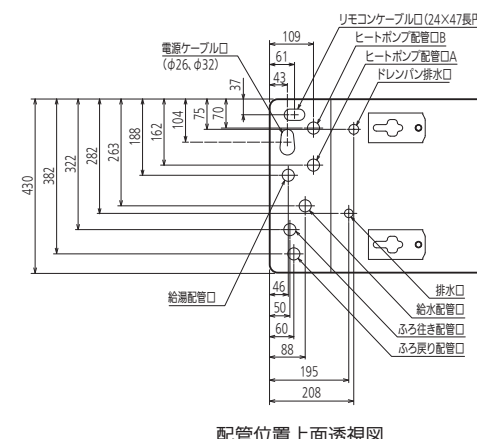 リモコンケーブル口(24×47長円
109
ヒートポンプ配管口B
電源ケーブル口
(φ26、φ32)
61
ヒートポンプ配管口A
43
ドレンパン排水口
37
70
75
104
162
188
263
282
322
382
430
給湯配管口
46
50
60
88
195
208
排水口
給水配管口
ふろ往き配管口
ふろ戻り配管口
配管位置上面透視図